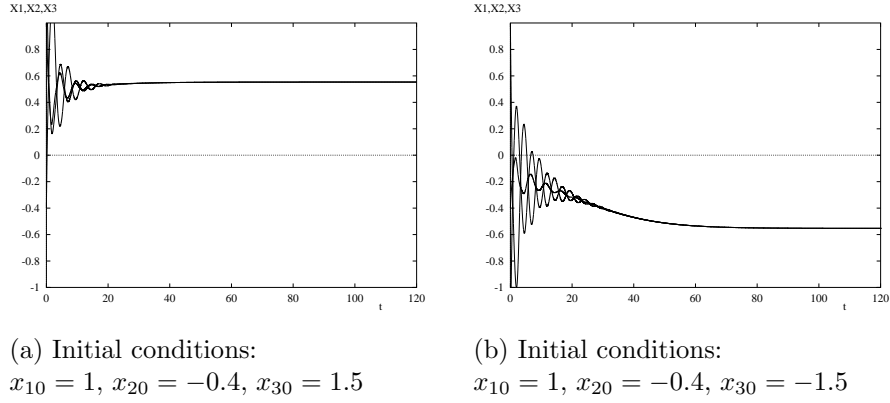 X1,X2,X3
0.8
0.6
0.4
0.2
0
-0.2
-0.4
-0.6
-0.8
-1
0 20 40 60 80 100 120
t
(a) Initial conditions:
x₁₀ = 1, x₂₀ = −0.4, x₃₀ = 1.5
X1,X2,X3
0.8
0.6
0.4
0.2
0
-0.2
-0.4
-0.6
-0.8
-1
0 20 40 60 80 100 120
t
(b) Initial conditions:
x₁₀ = 1, x₂₀ = −0.4, x₃₀ = −1.5